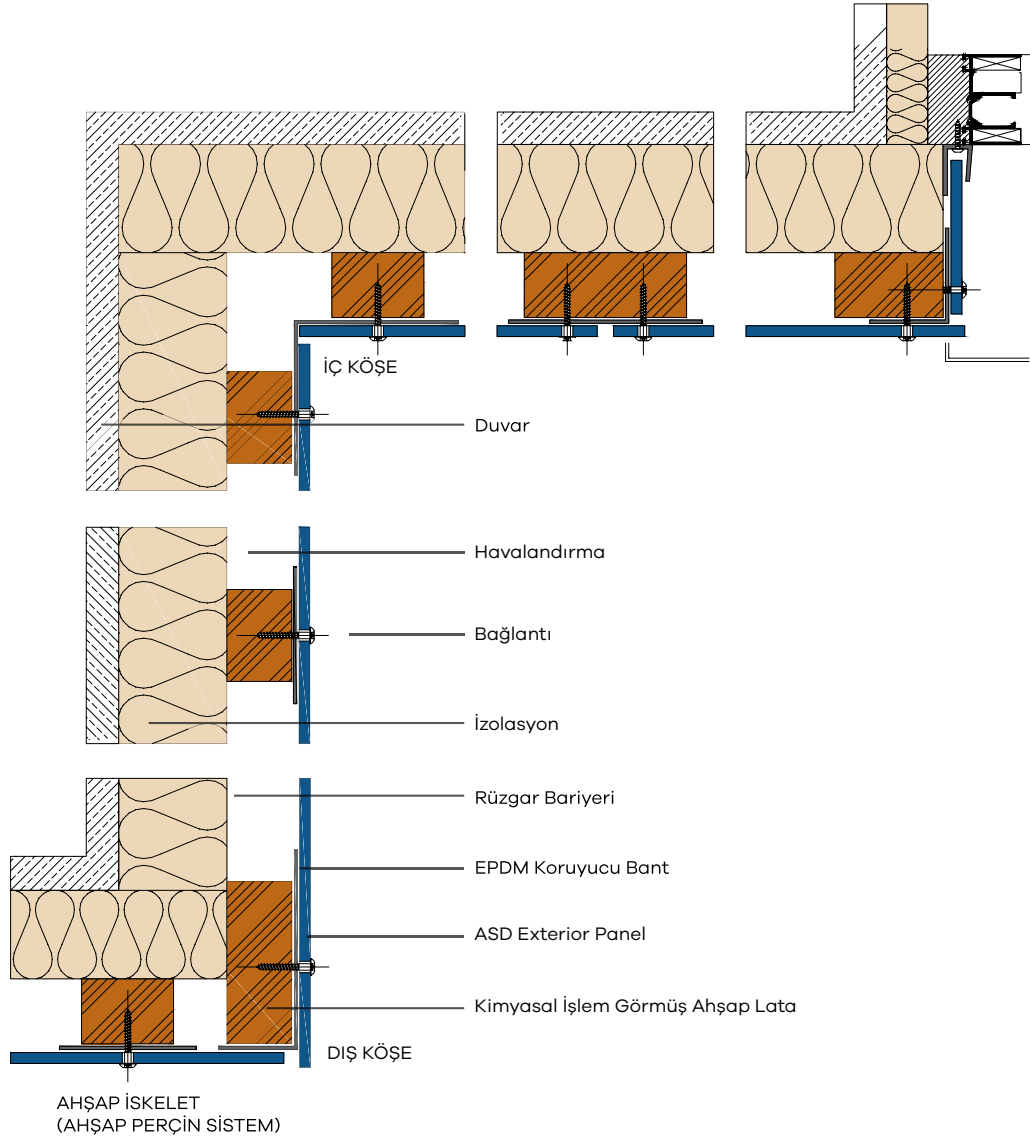 İÇ KÖŞE
Duvar
Havalandırma
Bağlantı
İzolasyon
Rüzgar Bariyeri
EPDM Koruyucu Bant
ASD Exterior Panel
Kimyasal İşlem Görmüş Ahşap Lata
DIŞ KÖŞE
AHŞAP İSKELET
(AHŞAP PERÇİN SİSTEM)